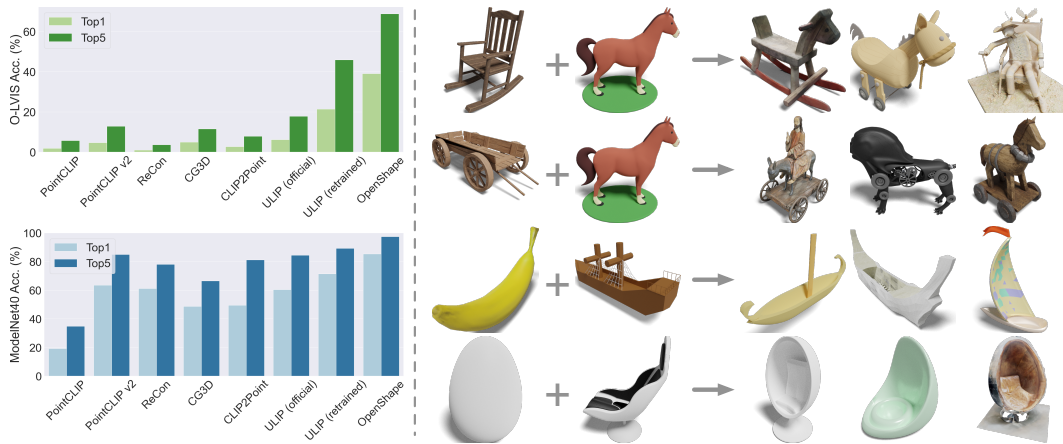 O-LVIS Acc. (%)
60
40
20
0
Top1
Top5
PointCLIP
PointCLIP v2
ReCon
CG3D
CLIP2Point
ULIP (official)
ULIP (retrained)
OpenShape
ModelNet40 Acc. (%)
100
80
60
40
20
0
Top1
Top5
PointCLIP
PointCLIP v2
ReCon
CG3D
CLIP2Point
ULIP (official)
ULIP (retrained)
OpenShape
+
+
+
+